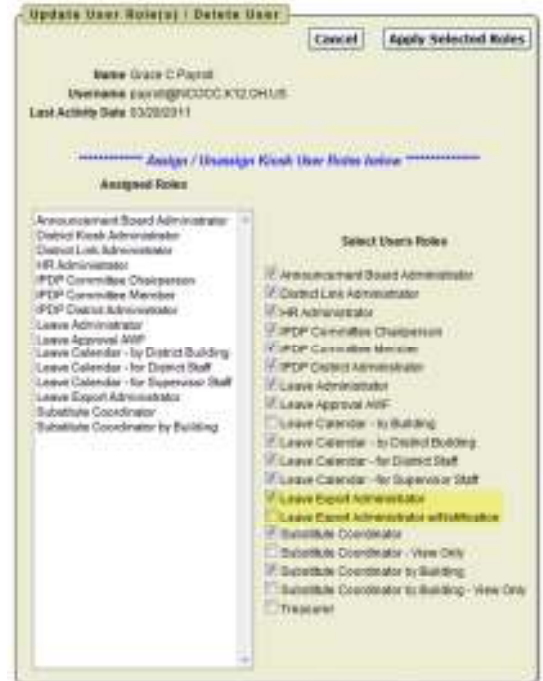 Update User Role(s) / Delete User
Cancel
Apply Selected Roles
Name Grace C Payroll
Username payroll@NCOCC.K12.OH.US
Last Activity Date 03/28/2011
Assign / Unassign Kiosk User Roles below
Assigned Roles
Announcement Board Administrator
District Kiosk Administrator
District Link Administrator
HR Administrator
IPDP Committee Chairperson
IPDP Committee Member
IPDP District Administrator
Leave Administrator
Leave Approval AWF
Leave Calendar - by District Building
Leave Calendar - for District Staff
Leave Calendar - for Supervisor Staff
Leave Export Administrator
Substitute Coordinator
Substitute Coordinator by Building
Select User's Roles
Announcement Board Administrator
District Link Administrator
HR Administrator
IPDP Committee Chairperson
IPDP Committee Member
IPDP District Administrator
Leave Administrator
Leave Approval AWF
Leave Calendar - by Building
Leave Calendar - by District Building
Leave Calendar - for District Staff
Leave Calendar - for Supervisor Staff
Leave Export Administrator
Leave Export Administrator w/Notification
Substitute Coordinator
Substitute Coordinator - View Only
Substitute Coordinator by Building
Substitute Coordinator by Building - View Only
Treasurer